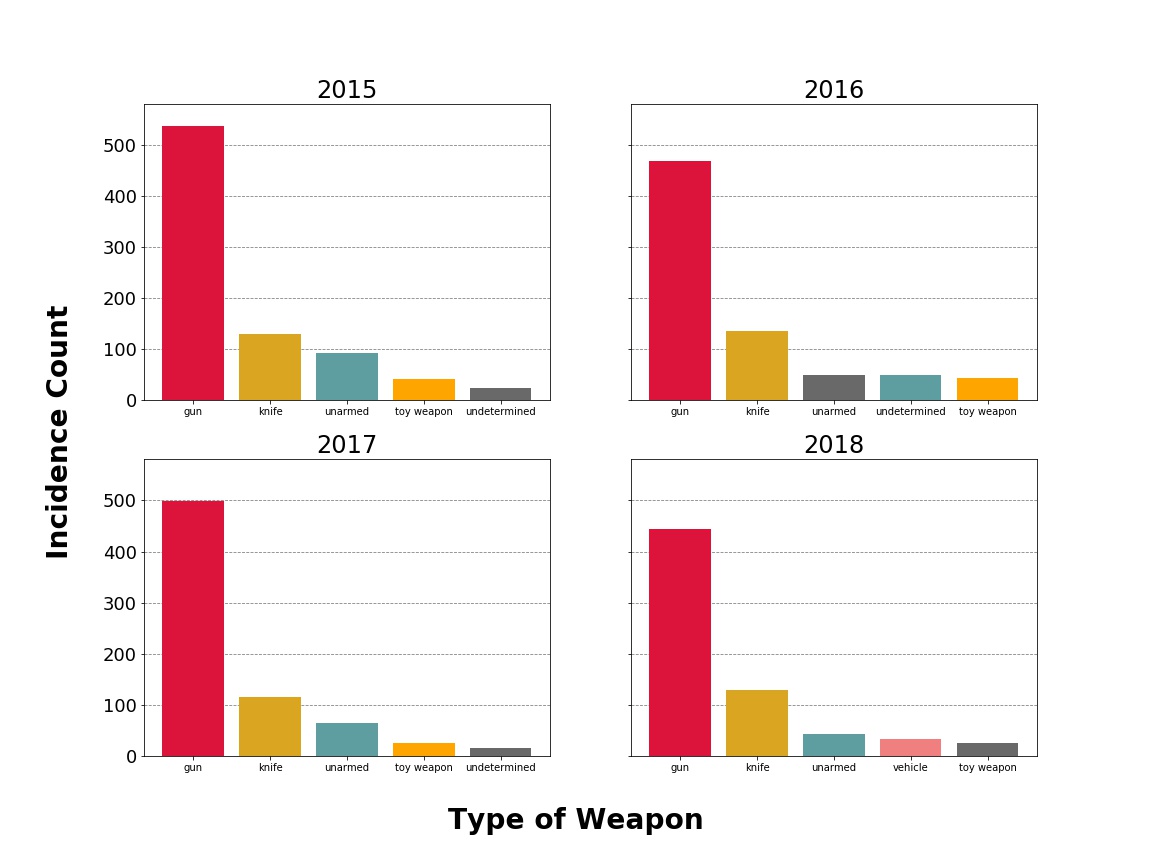 2015
2016
500
400
300
200
100
0
gun knife unarmed toy weapon undetermined
gun knife unarmed undetermined toy weapon
2017
2018
500
400
300
200
100
0
gun knife unarmed toy weapon undetermined
gun knife unarmed vehicle toy weapon
Incidence Count
Type of Weapon